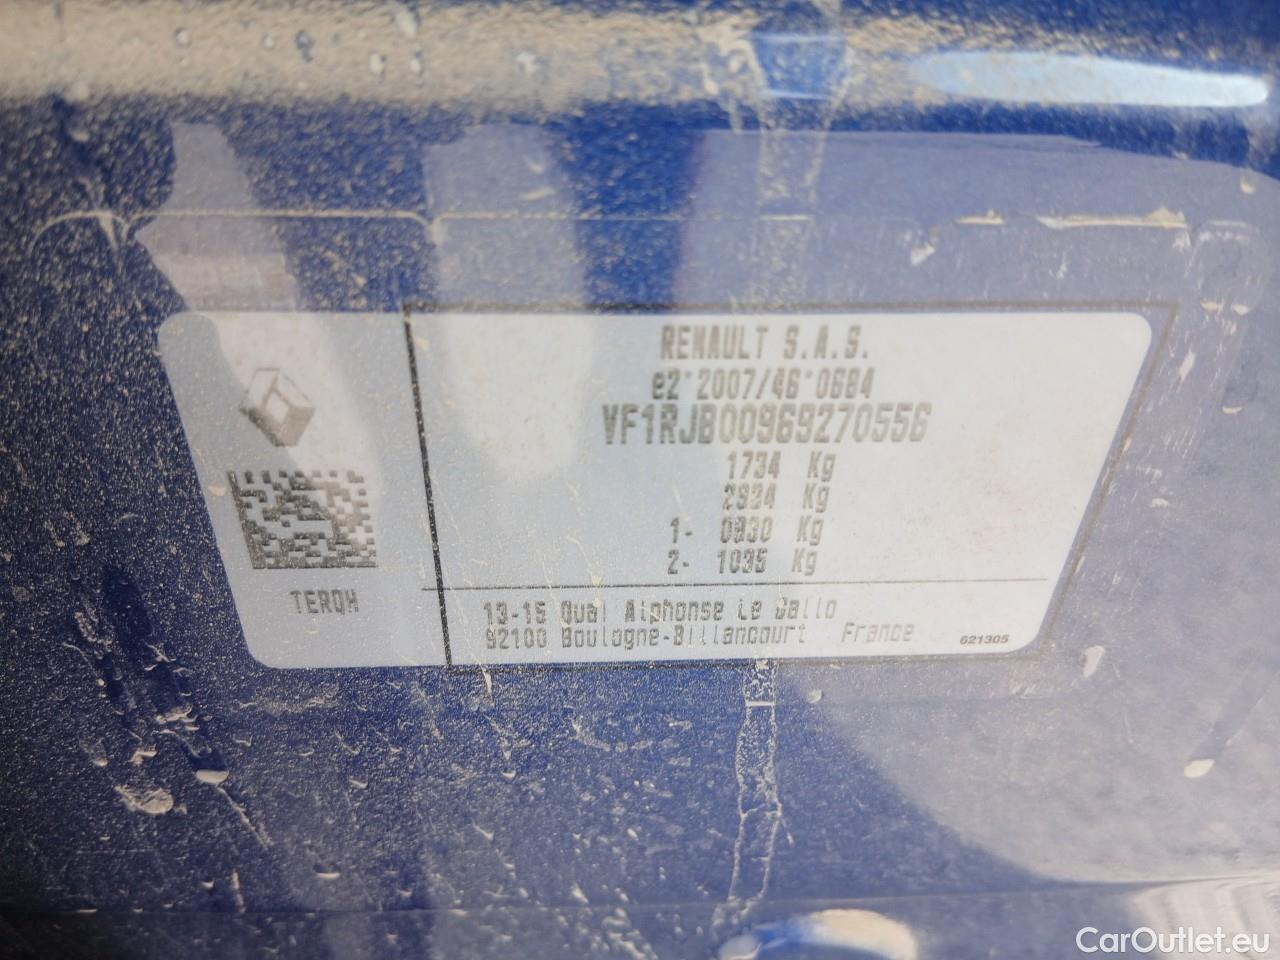 RENAULT S.A.S.
e2*2007/46*0684
VF1RJB00969270556
1734 Kg
2934 Kg
1- 0930 Kg
2- 1035 Kg
TERQH
13-15 Quai Alphonse Le Gallo
92100 Boulogne-Billancourt France
621305
CarOutlet.eu